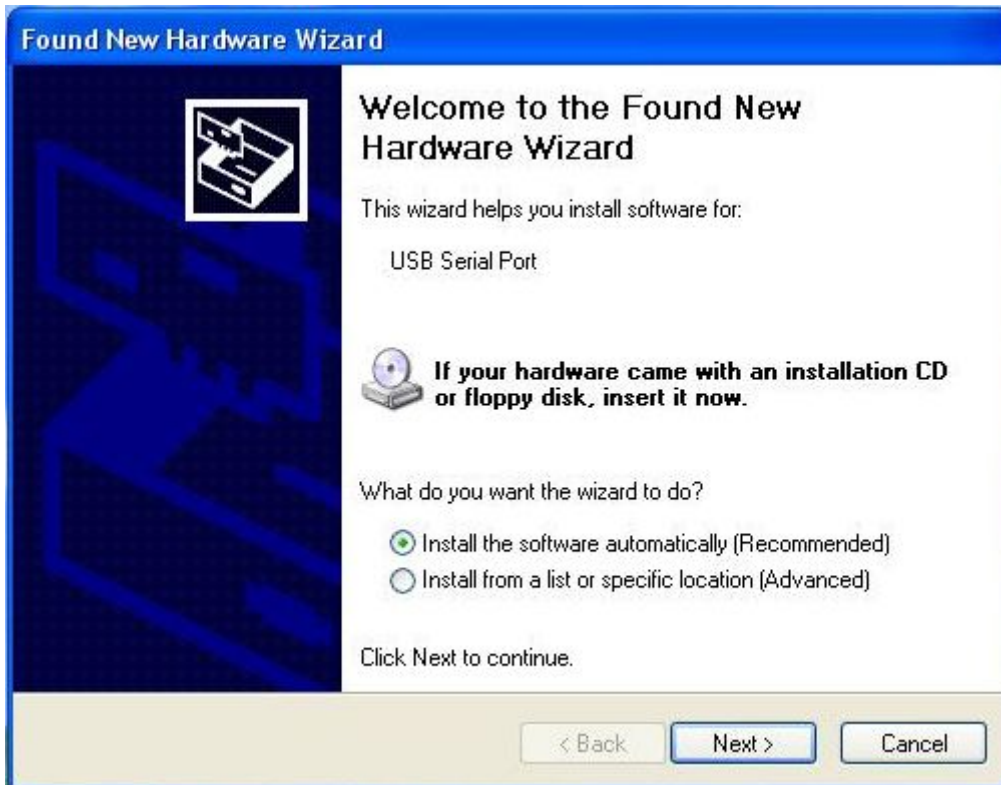 Found New Hardware Wizard
Welcome to the Found New
Hardware Wizard
This wizard helps you install software for:
USB Serial Port
If your hardware came with an installation CD
or floppy disk, insert it now.
What do you want the wizard to do?
Install the software automatically (Recommended)
Install from a list or specific location (Advanced)
Click Next to continue.
< Back Next > Cancel